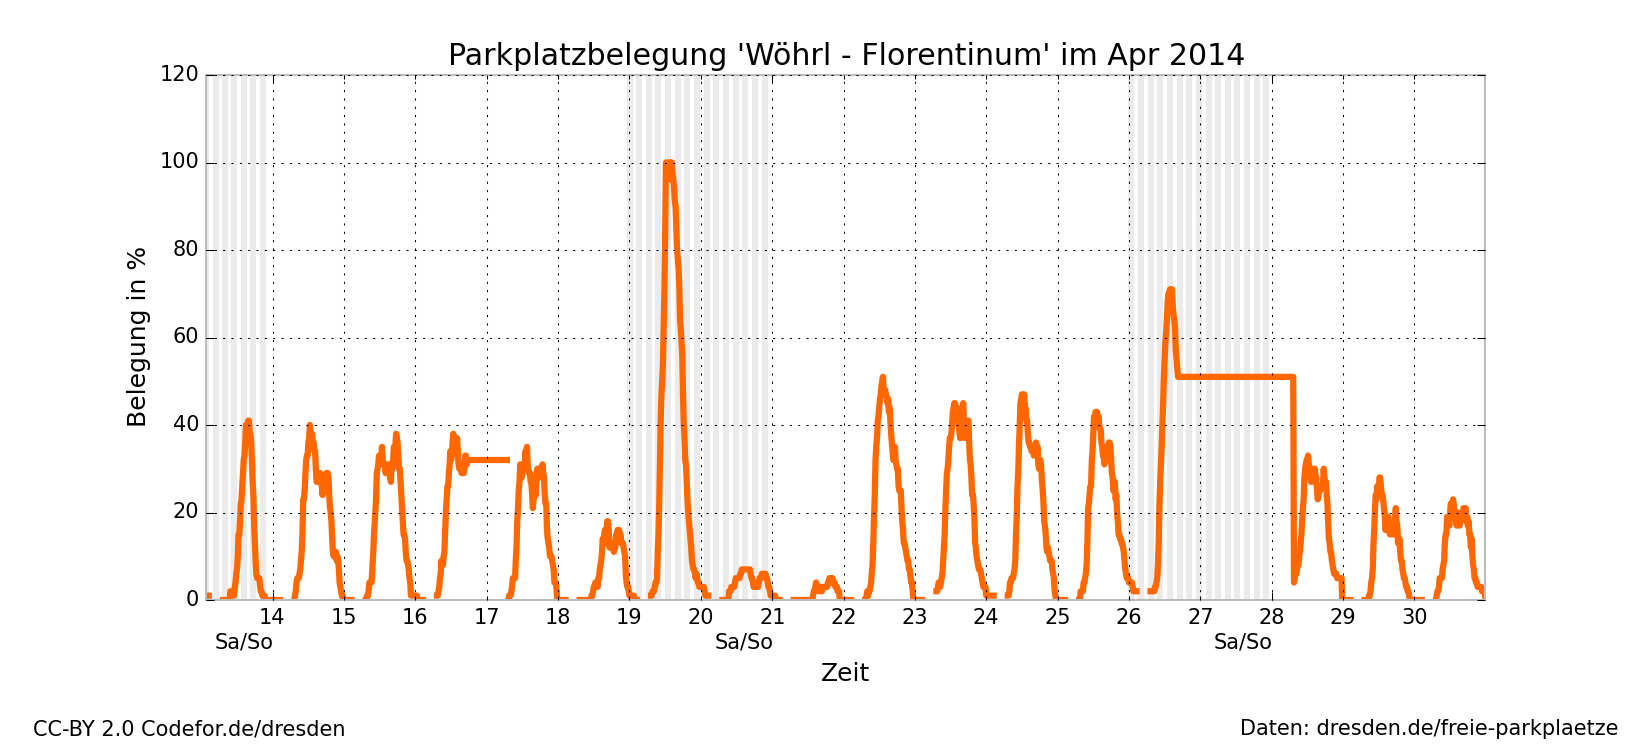 Parkplatzbelegung 'Wöhrl - Florentinum' im Apr 2014
120
100
80
60
40
20
0
Belegung in %
14 15 16 17 18 19 20 21 22 23 24 25 26 27 28 29 30
Sa/So Sa/So Sa/So
Zeit
CC-BY 2.0 Codefor.de/dresden
Daten: dresden.de/freie-parkplaetze